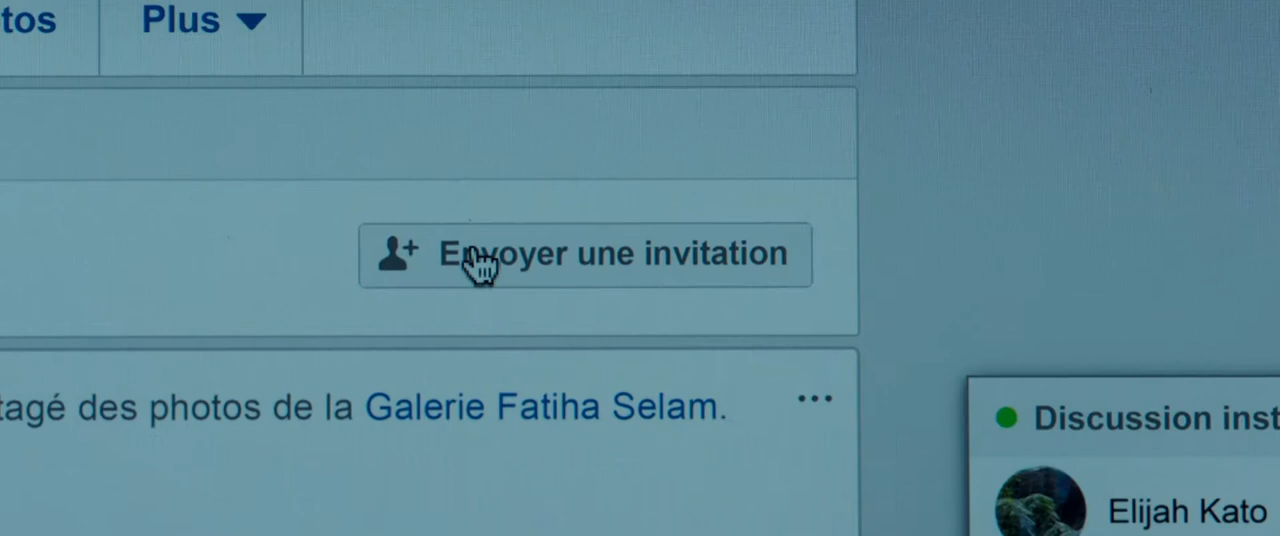 tos
Plus
Envoyer une invitation
tagé des photos de la Galerie Fatiha Selam.
Discussion inst
Elijah Kato